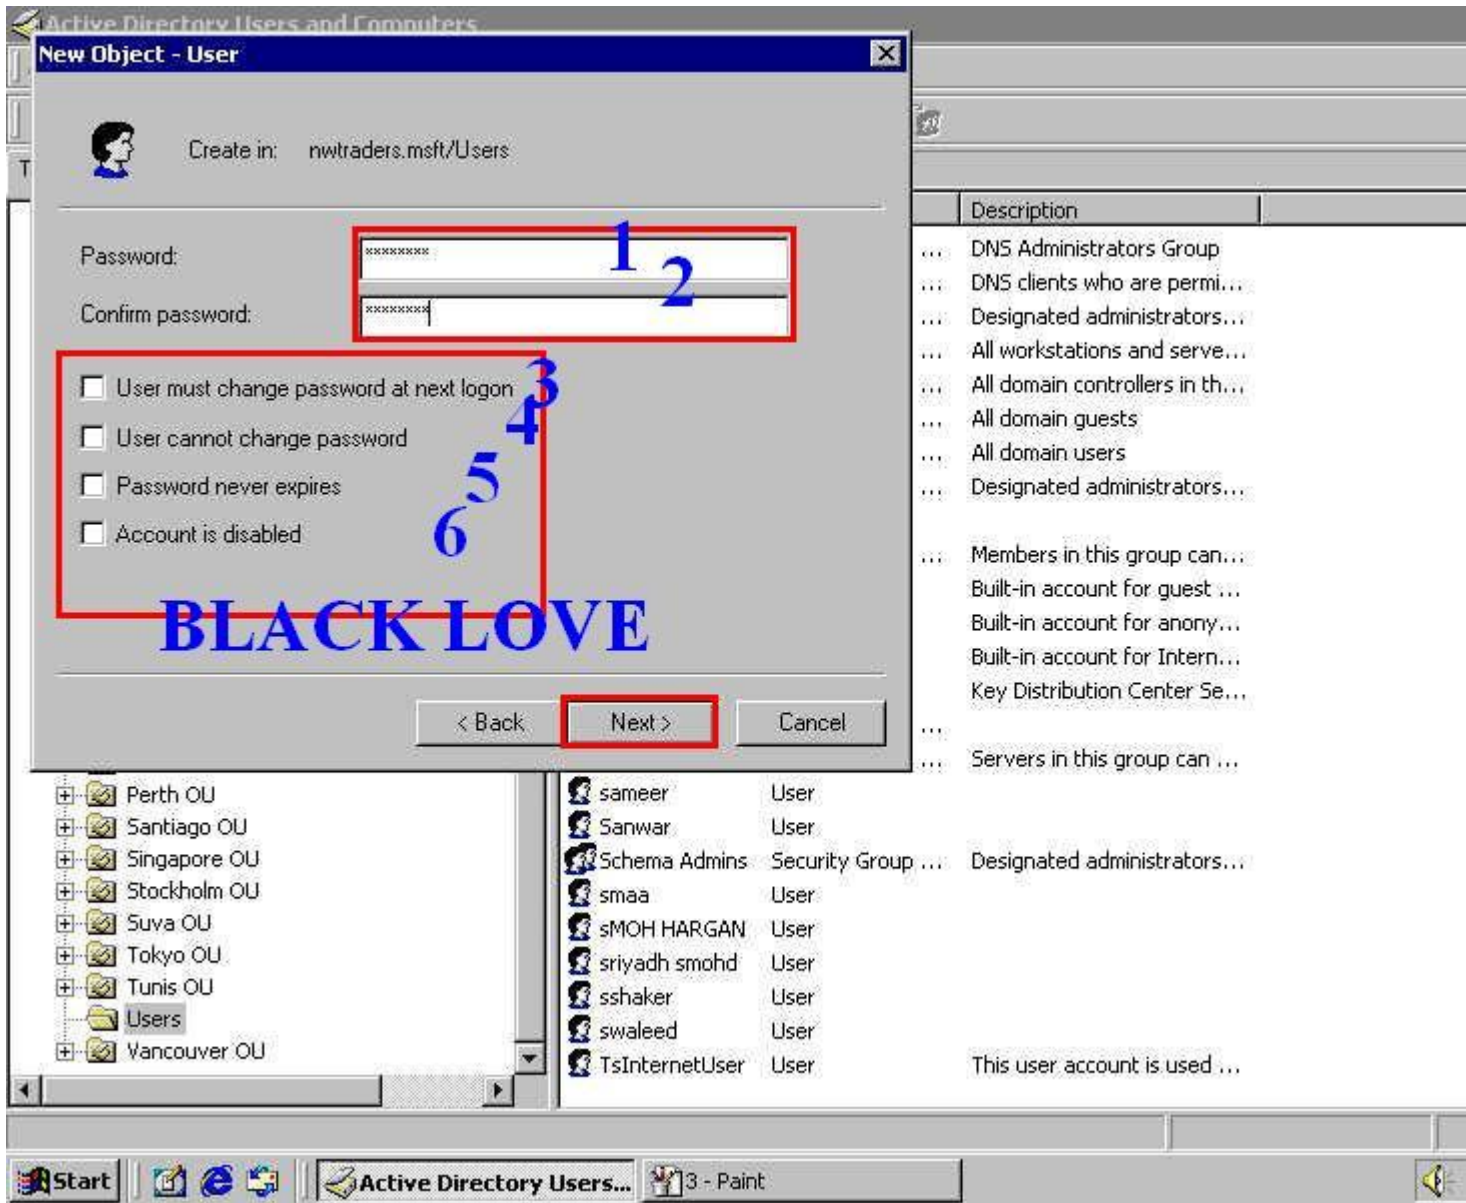 Active Directory Users and Computers
New Object - User
Create in: nwtraders.msft/Users
Password: ******** 1
2
Confirm password: ********
User must change password at next logon 3
User cannot change password 4
Password never expires 5
Account is disabled 6
BLACK LOVE
< Back Next > Cancel
T
Description
... DNS Administrators Group
... DNS clients who are permi...
... Designated administrators...
... All workstations and serve...
... All domain controllers in th...
... All domain guests
... All domain users
... Designated administrators...
... Members in this group can...
Built-in account for guest ...
Built-in account for anony...
Built-in account for Intern...
Key Distribution Center Se...
...
... Servers in this group can ...
Perth OU
Santiago OU
Singapore OU
Stockholm OU
Suva OU
Tokyo OU
Tunis OU
Users
Vancouver OU
sameer User
Sanwar User
Schema Admins Security Group ... Designated administrators...
smaa User
sMOH HARGAN User
sriyadh smohd User
sshaker User
swaleed User
TsInternetUser User This user account is used ...
Start Active Directory Users... 3 - Paint